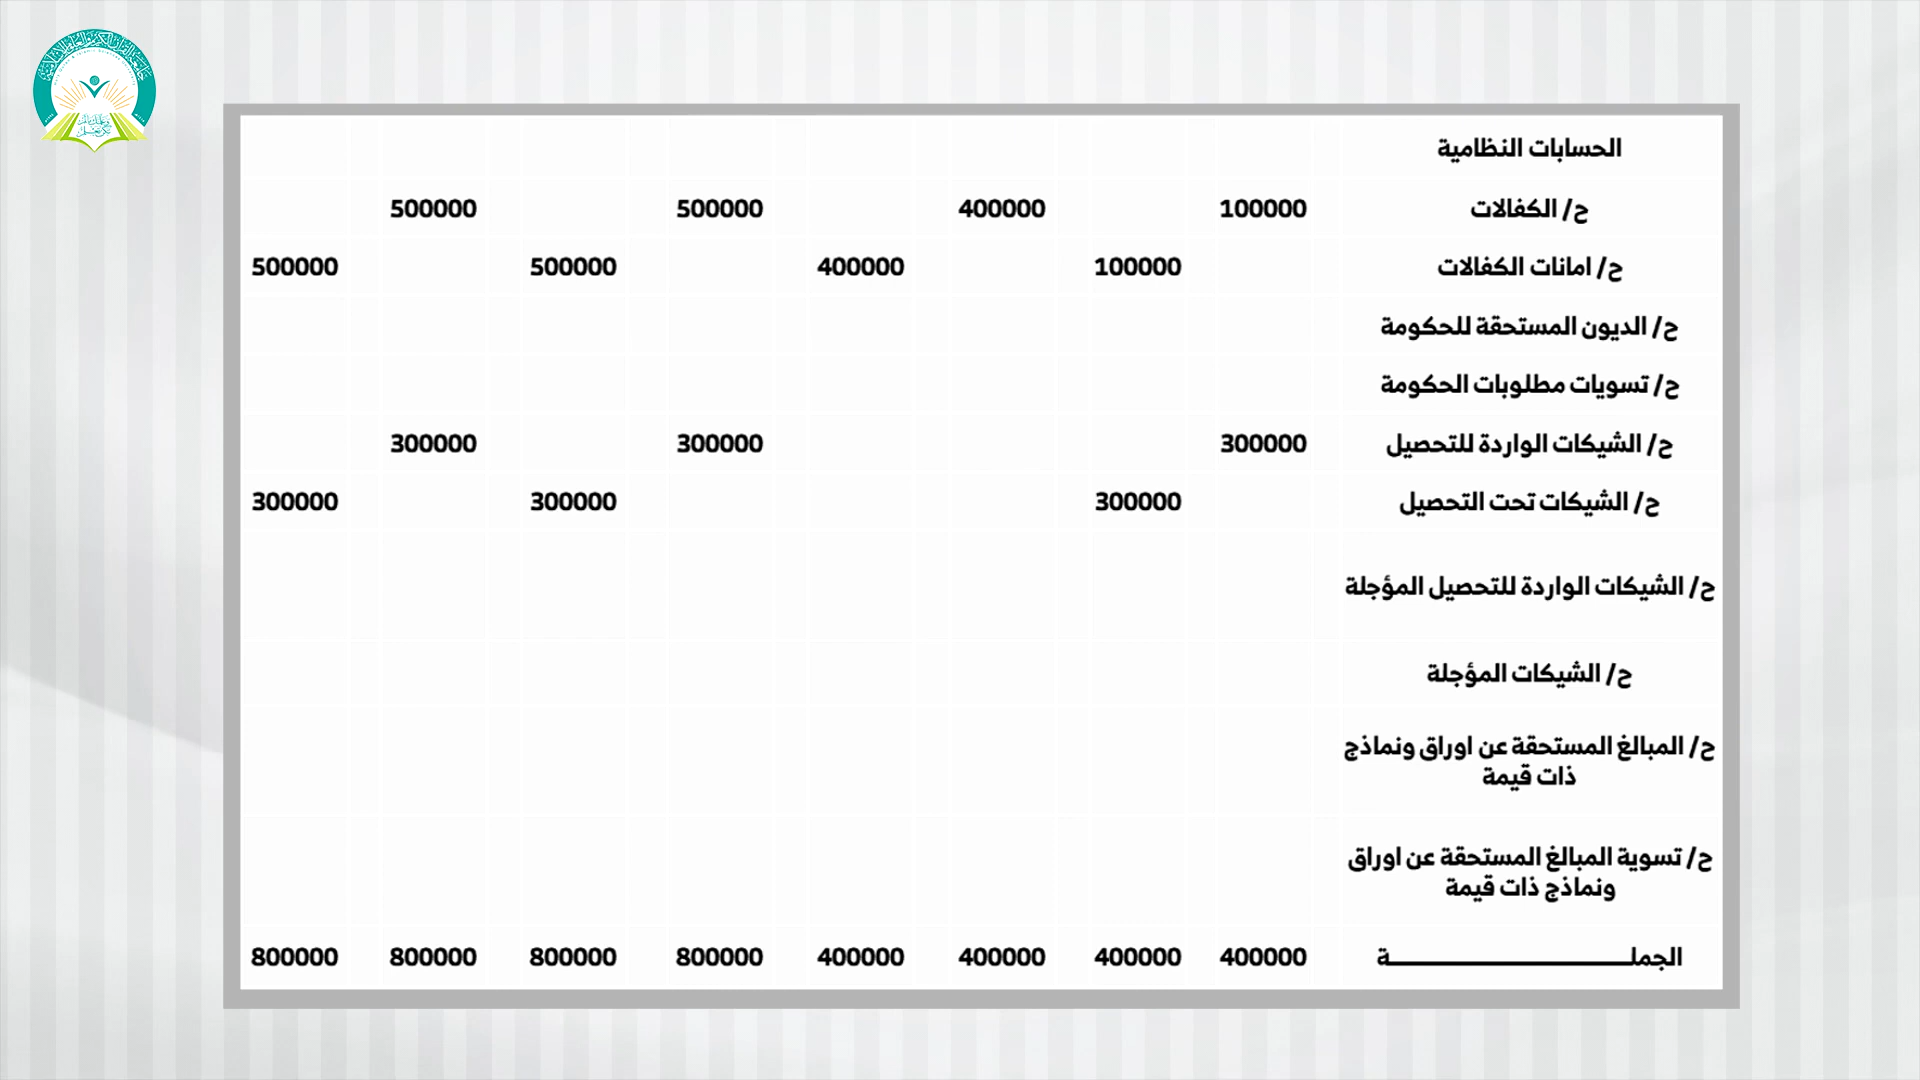 الحسابات النظامية
ح/ الكفالات 100000 400000 500000 500000
ح/ امانات الكفالات 100000 400000 500000 500000
ح/ الديون المستحقة للحكومة
ح/ تسويات مطلوبات الحكومة
ح/ الشيكات الواردة للتحصيل 300000 300000 300000
ح/ الشيكات تحت التحصيل 300000 300000 300000
ح/ الشيكات الواردة للتحصيل المؤجلة
ح/ الشيكات المؤجلة
ح/ المبالغ المستحقة عن اوراق ونماذج
ذات قيمة
ح/ تسوية المبالغ المستحقة عن اوراق
ونماذج ذات قيمة
الجملــــــــــــــــــــــــــــة 400000 400000 400000 400000 800000 800000 800000 800000